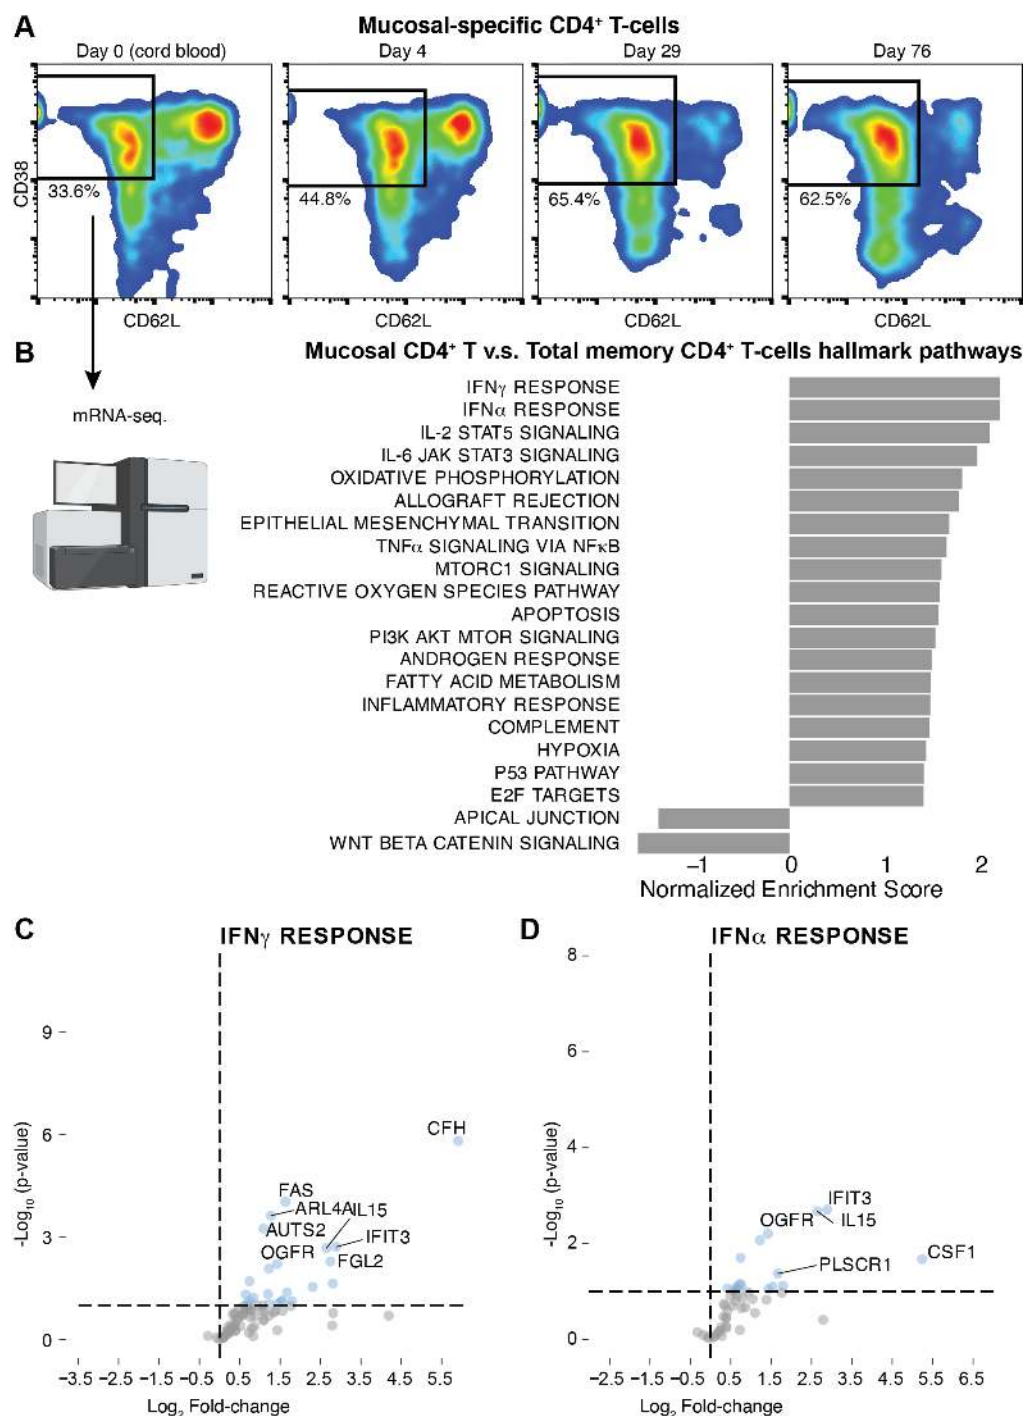 A
Mucosal-specific CD4⁺ T-cells
Day 0 (cord blood)
Day 4
Day 29
Day 76
CD38
33.6%
44.8%
65.4%
62.5%
CD62L
CD62L
CD62L
CD62L
B
Mucosal CD4⁺ T v.s. Total memory CD4⁺ T-cells hallmark pathways
mRNA-seq.
IFNγ RESPONSE
IFNα RESPONSE
IL-2 STAT5 SIGNALING
IL-6 JAK STAT3 SIGNALING
OXIDATIVE PHOSPHORYLATION
ALLOGRAFT REJECTION
EPITHELIAL MESENCHYMAL TRANSITION
TNFα SIGNALING VIA NFκB
MTORC1 SIGNALING
REACTIVE OXYGEN SPECIES PATHWAY
APOPTOSIS
PI3K AKT MTOR SIGNALING
ANDROGEN RESPONSE
FATTY ACID METABOLISM
INFLAMMATORY RESPONSE
COMPLEMENT
HYPOXIA
P53 PATHWAY
E2F TARGETS
APICAL JUNCTION
WNT BETA CATENIN SIGNALING
−1 0 1 2
Normalized Enrichment Score
C
IFNγ RESPONSE
-Log₁₀ (p-value)
9
6
3
0
CFH
FAS
ARL4A
IL15
AUTS2
IFIT3
OGFR
FGL2
−3.5 −2.5 −1.5 0.5 1.5 2.5 3.5 4.5 5.5
Log₂ Fold-change
D
IFNα RESPONSE
-Log₁₀ (p-value)
8
6
4
2
0
IFIT3
OGFR
IL15
CSF1
PLSCR1
−2.5 −1.5 0.5 1.5 2.5 3.5 4.5 5.5 6.5
Log₂ Fold-change